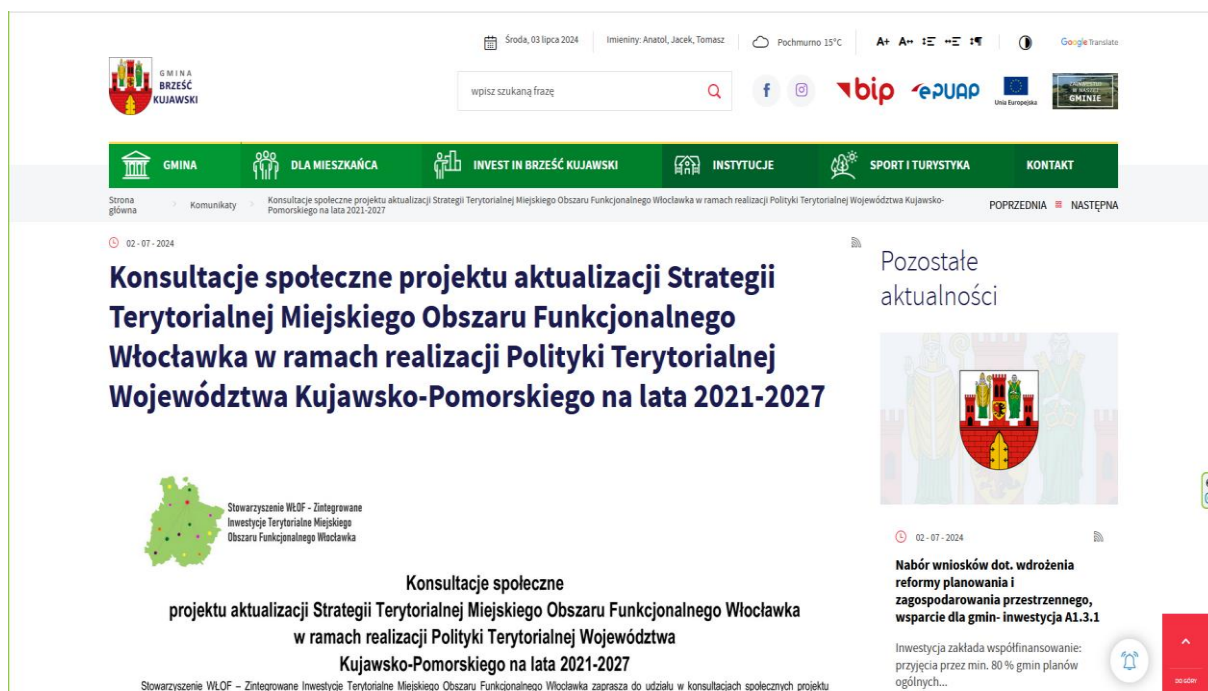 Środa, 03 lipca 2024
Imieniny: Anatol, Jacek, Tomasz
Pochmurno 15°C
A+
Google Translate
GMINA
BRZEŚĆ
KUJAWSKI
wpisz szukaną frazę
bip
ePUAP
Unia Europejska
ZAINWESTUJ
W NASZEJ
GMINIE
GMINA
DLA MIESZKAŃCA
INVEST IN BRZEŚĆ KUJAWSKI
INSTYTUCJE
SPORT I TURYSTYKA
KONTAKT
Strona
główna
Komunikaty
Konsultacje społeczne projektu aktualizacji Strategii Terytorialnej Miejskiego Obszaru Funkcjonalnego Włocławka w ramach realizacji Polityki Terytorialnej Województwa Kujawsko-
Pomorskiego na lata 2021-2027
POPRZEDNIA
NASTĘPNA
02 - 07 - 2024
Konsultacje społeczne projektu aktualizacji Strategii
Terytorialnej Miejskiego Obszaru Funkcjonalnego
Włocławka w ramach realizacji Polityki Terytorialnej
Województwa Kujawsko-Pomorskiego na lata 2021-2027
Stowarzyszenie WŁOF - Zintegrowane
Inwestycje Terytorialne Miejskiego
Obszaru Funkcjonalnego Włocławka
Konsultacje społeczne
projektu aktualizacji Strategii Terytorialnej Miejskiego Obszaru Funkcjonalnego Włocławka
w ramach realizacji Polityki Terytorialnej Województwa
Kujawsko-Pomorskiego na lata 2021-2027
Stowarzyszenie WŁOF – Zintegrowane Inwestycje Terytorialne Miejskiego Obszaru Funkcjonalnego Włocławka zaprasza do udziału w konsultacjach społecznych projektu
Pozostałe
aktualności
02 - 07 - 2024
Nabór wniosków dot. wdrożenia
reformy planowania i
zagospodarowania przestrzennego,
wsparcie dla gmin- inwestycja A1.3.1
Inwestycja zakłada współfinansowanie:
przyjęcia przez min. 80 % gmin planów
ogólnych...
DO GÓRY